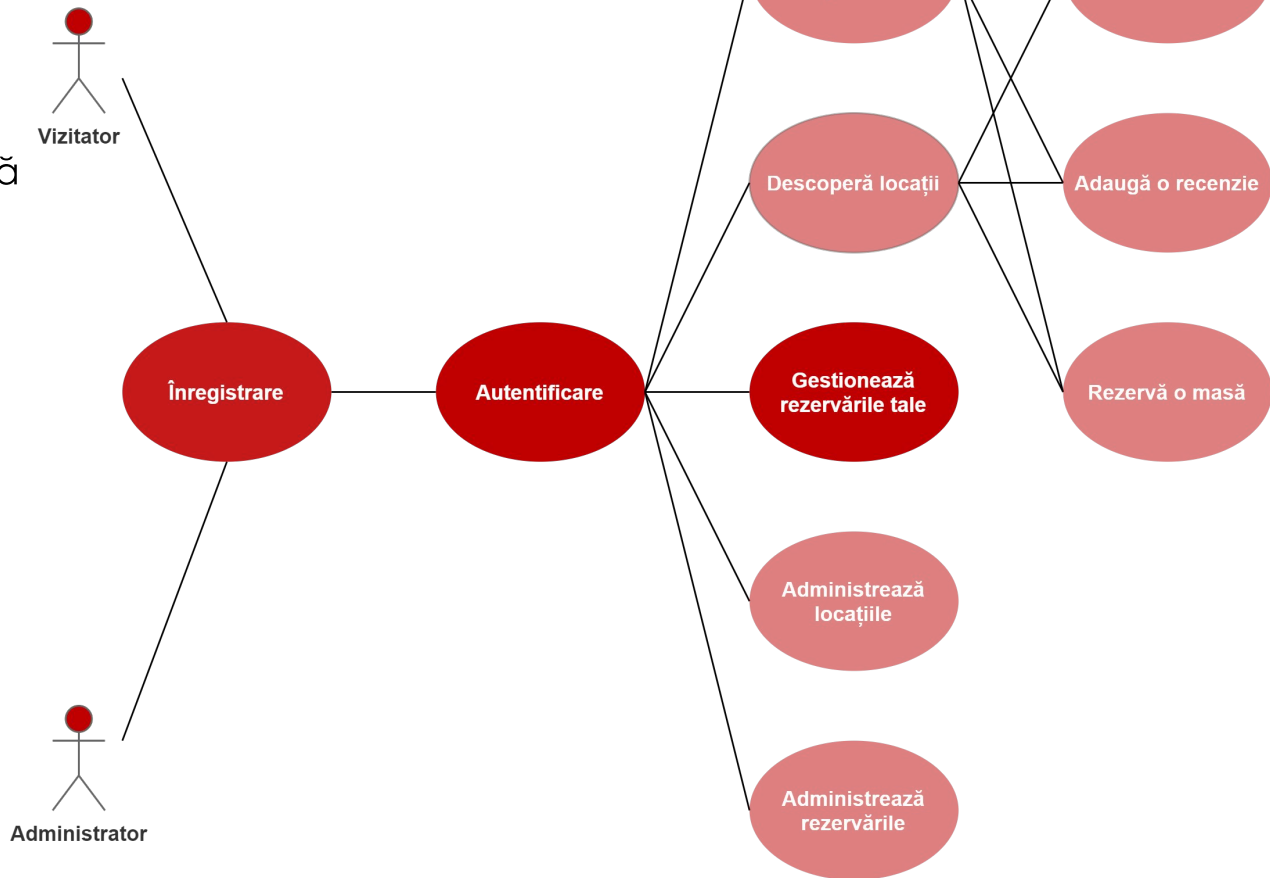 Vizitator
ă
Descoperă locații
Adaugă o recenzie
Înregistrare
Autentificare
Gestionează
rezervările tale
Rezervă o masă
Administrează
locațiile
Administrează
rezervările
Administrator